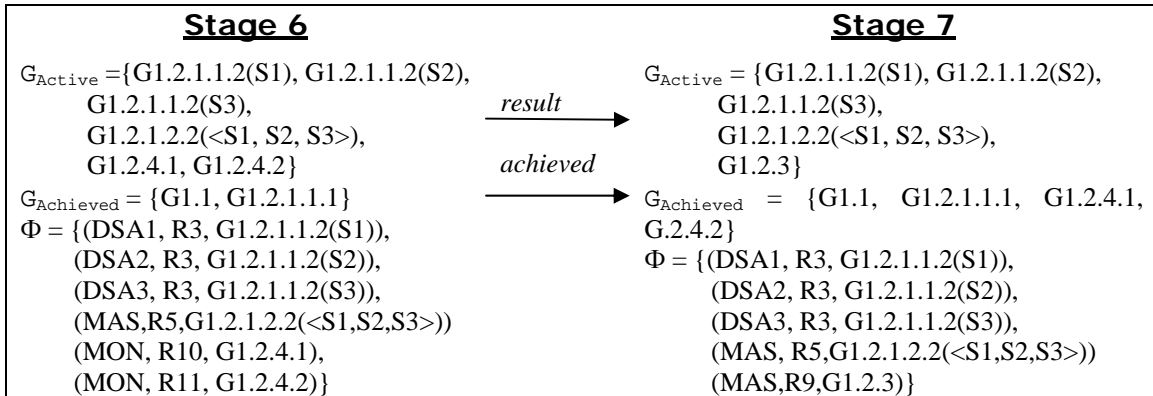 Stage 6
G_Active ={G1.2.1.1.2(S1), G1.2.1.1.2(S2),
G1.2.1.1.2(S3),
G1.2.1.2.2(<S1, S2, S3>),
G1.2.4.1, G1.2.4.2}
G_Achieved = {G1.1, G1.2.1.1.1}
Φ = {(DSA1, R3, G1.2.1.1.2(S1)),
(DSA2, R3, G1.2.1.1.2(S2)),
(DSA3, R3, G1.2.1.1.2(S3)),
(MAS,R5,G1.2.1.2.2(<S1,S2,S3>))
(MON, R10, G1.2.4.1),
(MON, R11, G1.2.4.2)}
result
achieved
Stage 7
G_Active = {G1.2.1.1.2(S1), G1.2.1.1.2(S2),
G1.2.1.1.2(S3),
G1.2.1.2.2(<S1, S2, S3>),
G1.2.3}
G_Achieved = {G1.1, G1.2.1.1.1, G1.2.4.1,
G.2.4.2}
Φ = {(DSA1, R3, G1.2.1.1.2(S1)),
(DSA2, R3, G1.2.1.1.2(S2)),
(DSA3, R3, G1.2.1.1.2(S3)),
(MAS, R5,G1.2.1.2.2(<S1,S2,S3>))
(MAS,R9,G1.2.3)}